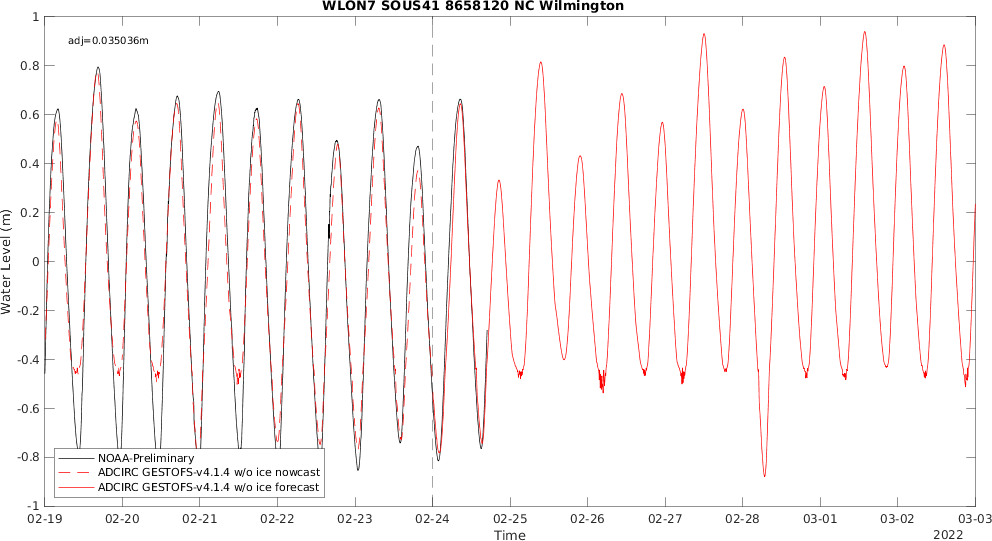 WLON7 SOUS41 8658120 NC Wilmington
adj=0.035036m
1
0.8
0.6
0.4
0.2
0
-0.2
-0.4
-0.6
-0.8
-1
Water Level (m)
NOAA-Preliminary
ADCIRC GESTOFS-v4.1.4 w/o ice nowcast
ADCIRC GESTOFS-v4.1.4 w/o ice forecast
02-19 02-20 02-21 02-22 02-23 02-24 02-25 02-26 02-27 02-28 03-01 03-02 03-03
Time
2022